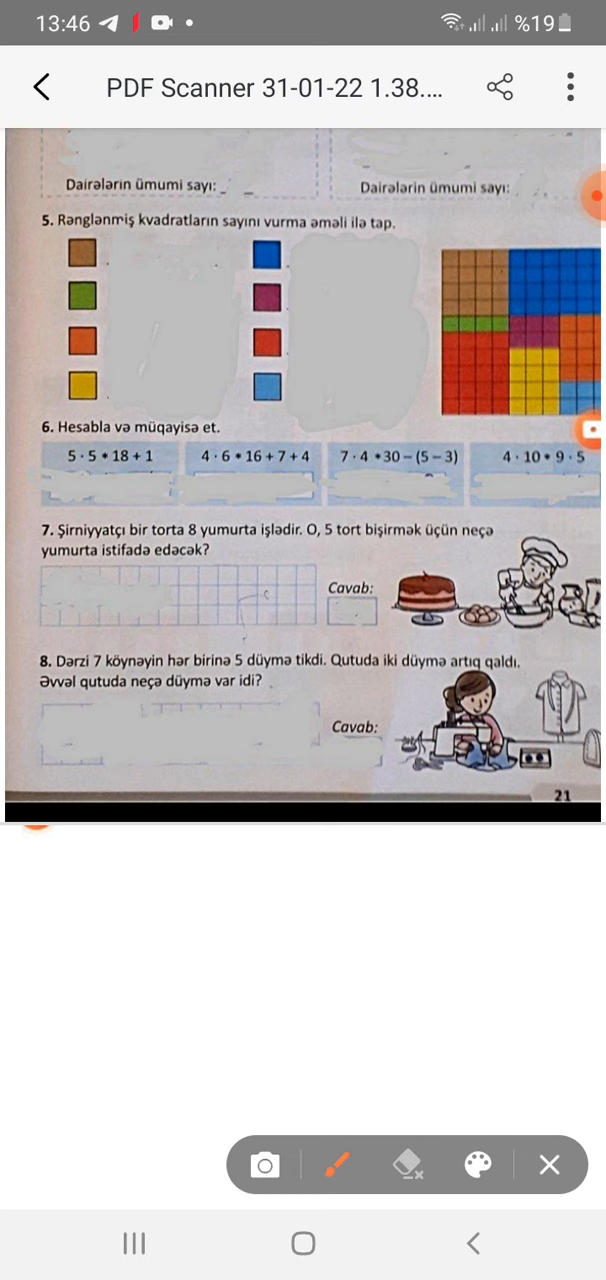 13:46
%19
PDF Scanner 31-01-22 1.38....
Dairələrin ümumi sayı:
Dairələrin ümumi sayı:
5. Rənglənmiş kvadratların sayını vurma əməli ilə tap.
6. Hesabla və müqayisə et.
5 · 5 * 18 + 1
4 · 6 * 16 + 7 + 4
7 · 4 * 30 – (5 – 3)
4 · 10 * 9 · 5
7. Şirniyyatçı bir torta 8 yumurta işlədir. O, 5 tort bişirmək üçün neçə
yumurta istifadə edəcək?
Cavab:
8. Dərzi 7 köynəyin hər birinə 5 düymə tikdi. Qutuda iki düymə artıq qaldı.
Əvvəl qutuda neçə düymə var idi?
Cavab:
21